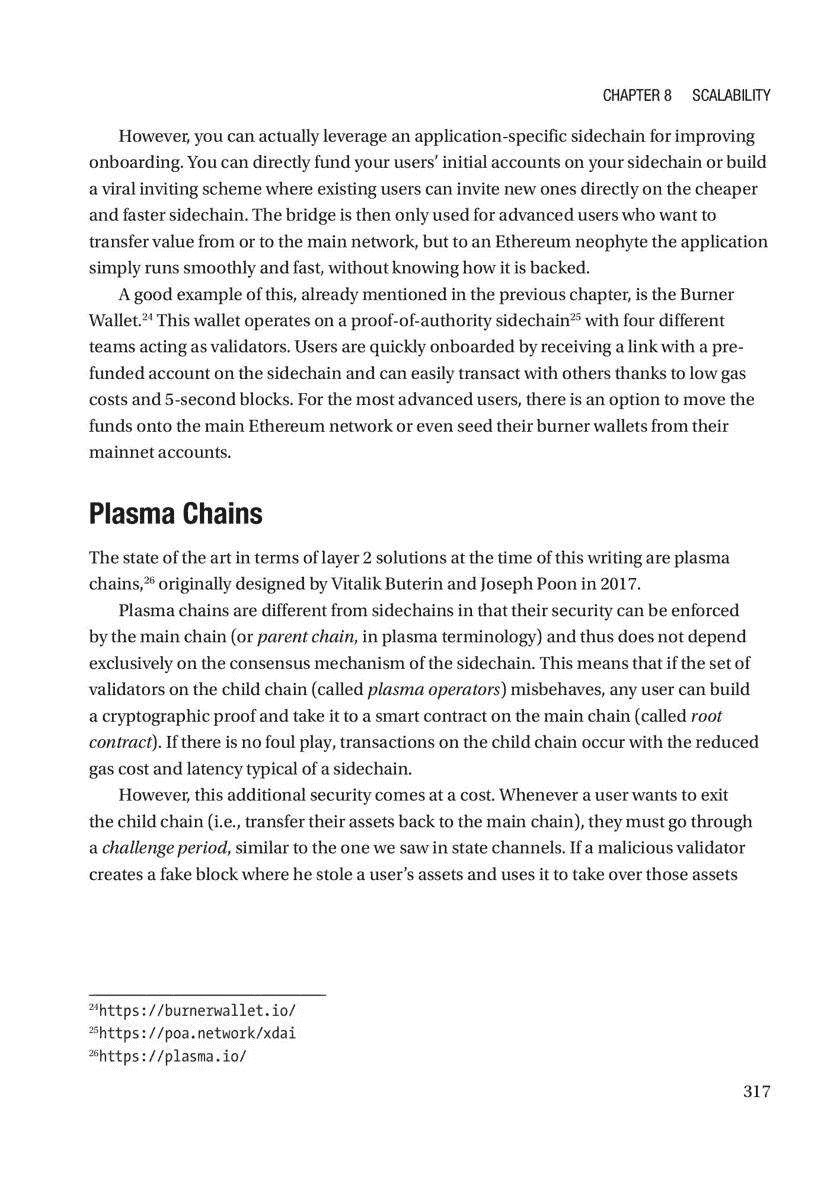 CHAPTER 8 SCALABILITY
However, you can actually leverage an application-specific sidechain for improving
onboarding. You can directly fund your users’ initial accounts on your sidechain or build
a viral inviting scheme where existing users can invite new ones directly on the cheaper
and faster sidechain. The bridge is then only used for advanced users who want to
transfer value from or to the main network, but to an Ethereum neophyte the application
simply runs smoothly and fast, without knowing how it is backed.
A good example of this, already mentioned in the previous chapter, is the Burner
Wallet.24 This wallet operates on a proof-of-authority sidechain25 with four different
teams acting as validators. Users are quickly onboarded by receiving a link with a pre-
funded account on the sidechain and can easily transact with others thanks to low gas
costs and 5-second blocks. For the most advanced users, there is an option to move the
funds onto the main Ethereum network or even seed their burner wallets from their
mainnet accounts.
Plasma Chains
The state of the art in terms of layer 2 solutions at the time of this writing are plasma
chains,26 originally designed by Vitalik Buterin and Joseph Poon in 2017.
Plasma chains are different from sidechains in that their security can be enforced
by the main chain (or parent chain, in plasma terminology) and thus does not depend
exclusively on the consensus mechanism of the sidechain. This means that if the set of
validators on the child chain (called plasma operators) misbehaves, any user can build
a cryptographic proof and take it to a smart contract on the main chain (called root
contract). If there is no foul play, transactions on the child chain occur with the reduced
gas cost and latency typical of a sidechain.
However, this additional security comes at a cost. Whenever a user wants to exit
the child chain (i.e., transfer their assets back to the main chain), they must go through
a challenge period, similar to the one we saw in state channels. If a malicious validator
creates a fake block where he stole a user’s assets and uses it to take over those assets
24https://burnerwallet.io/
25https://poa.network/xdai
26https://plasma.io/
317